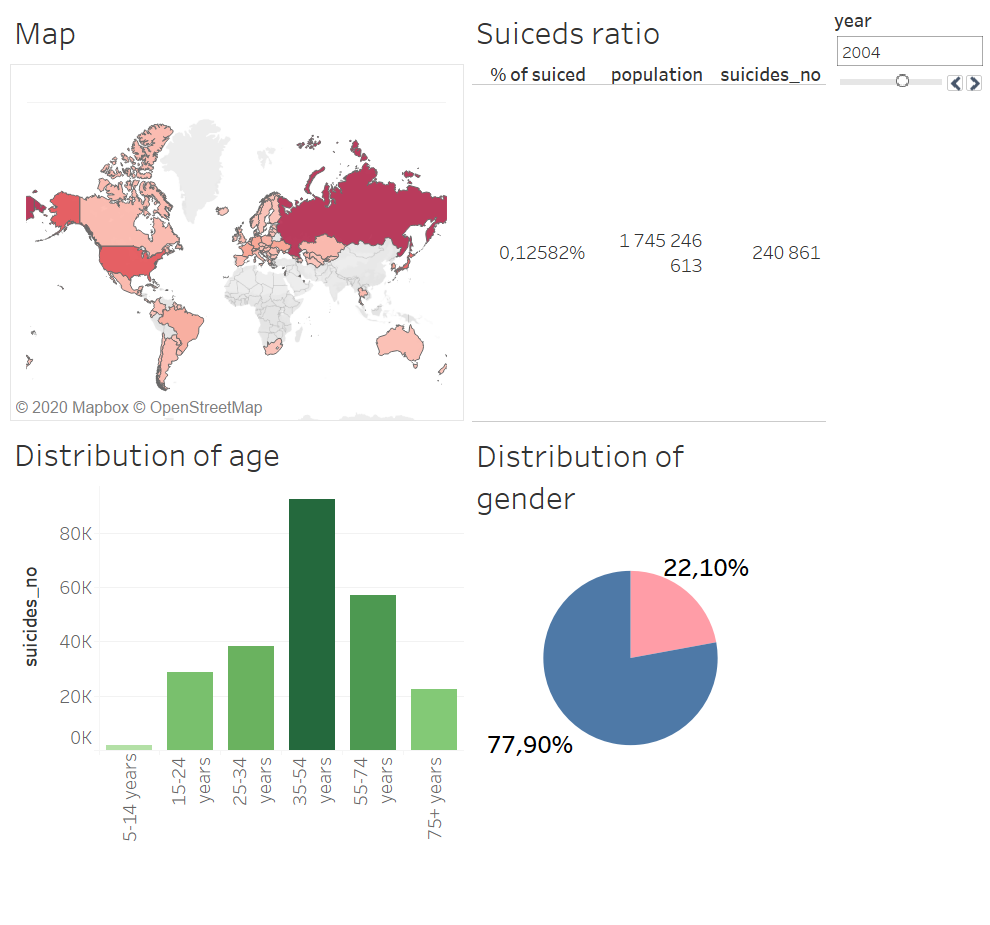 Map
© 2020 Mapbox © OpenStreetMap
Suiceds ratio
% of suiced population suicides_no
0,12582% 1 745 246 613 240 861
year
2004
Distribution of age
suicides_no
80K
60K
40K
20K
0K
5-14 years
15-24 years
25-34 years
35-54 years
55-74 years
75+ years
Distribution of
gender
22,10%
77,90%